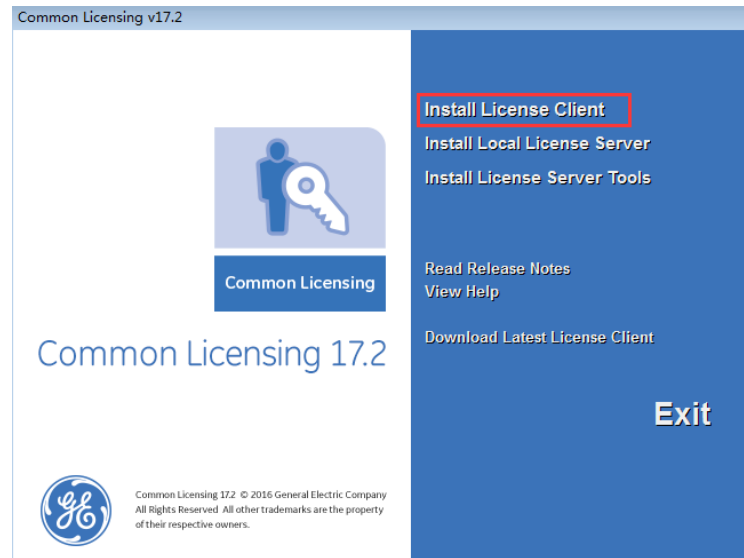 Common Licensing v17.2
Install License Client
Install Local License Server
Install License Server Tools
Read Release Notes
View Help
Download Latest License Client
Exit
Common Licensing
Common Licensing 17.2
GE
Common Licensing 17.2 © 2016 General Electric Company
All Rights Reserved All other trademarks are the property
of their respective owners.